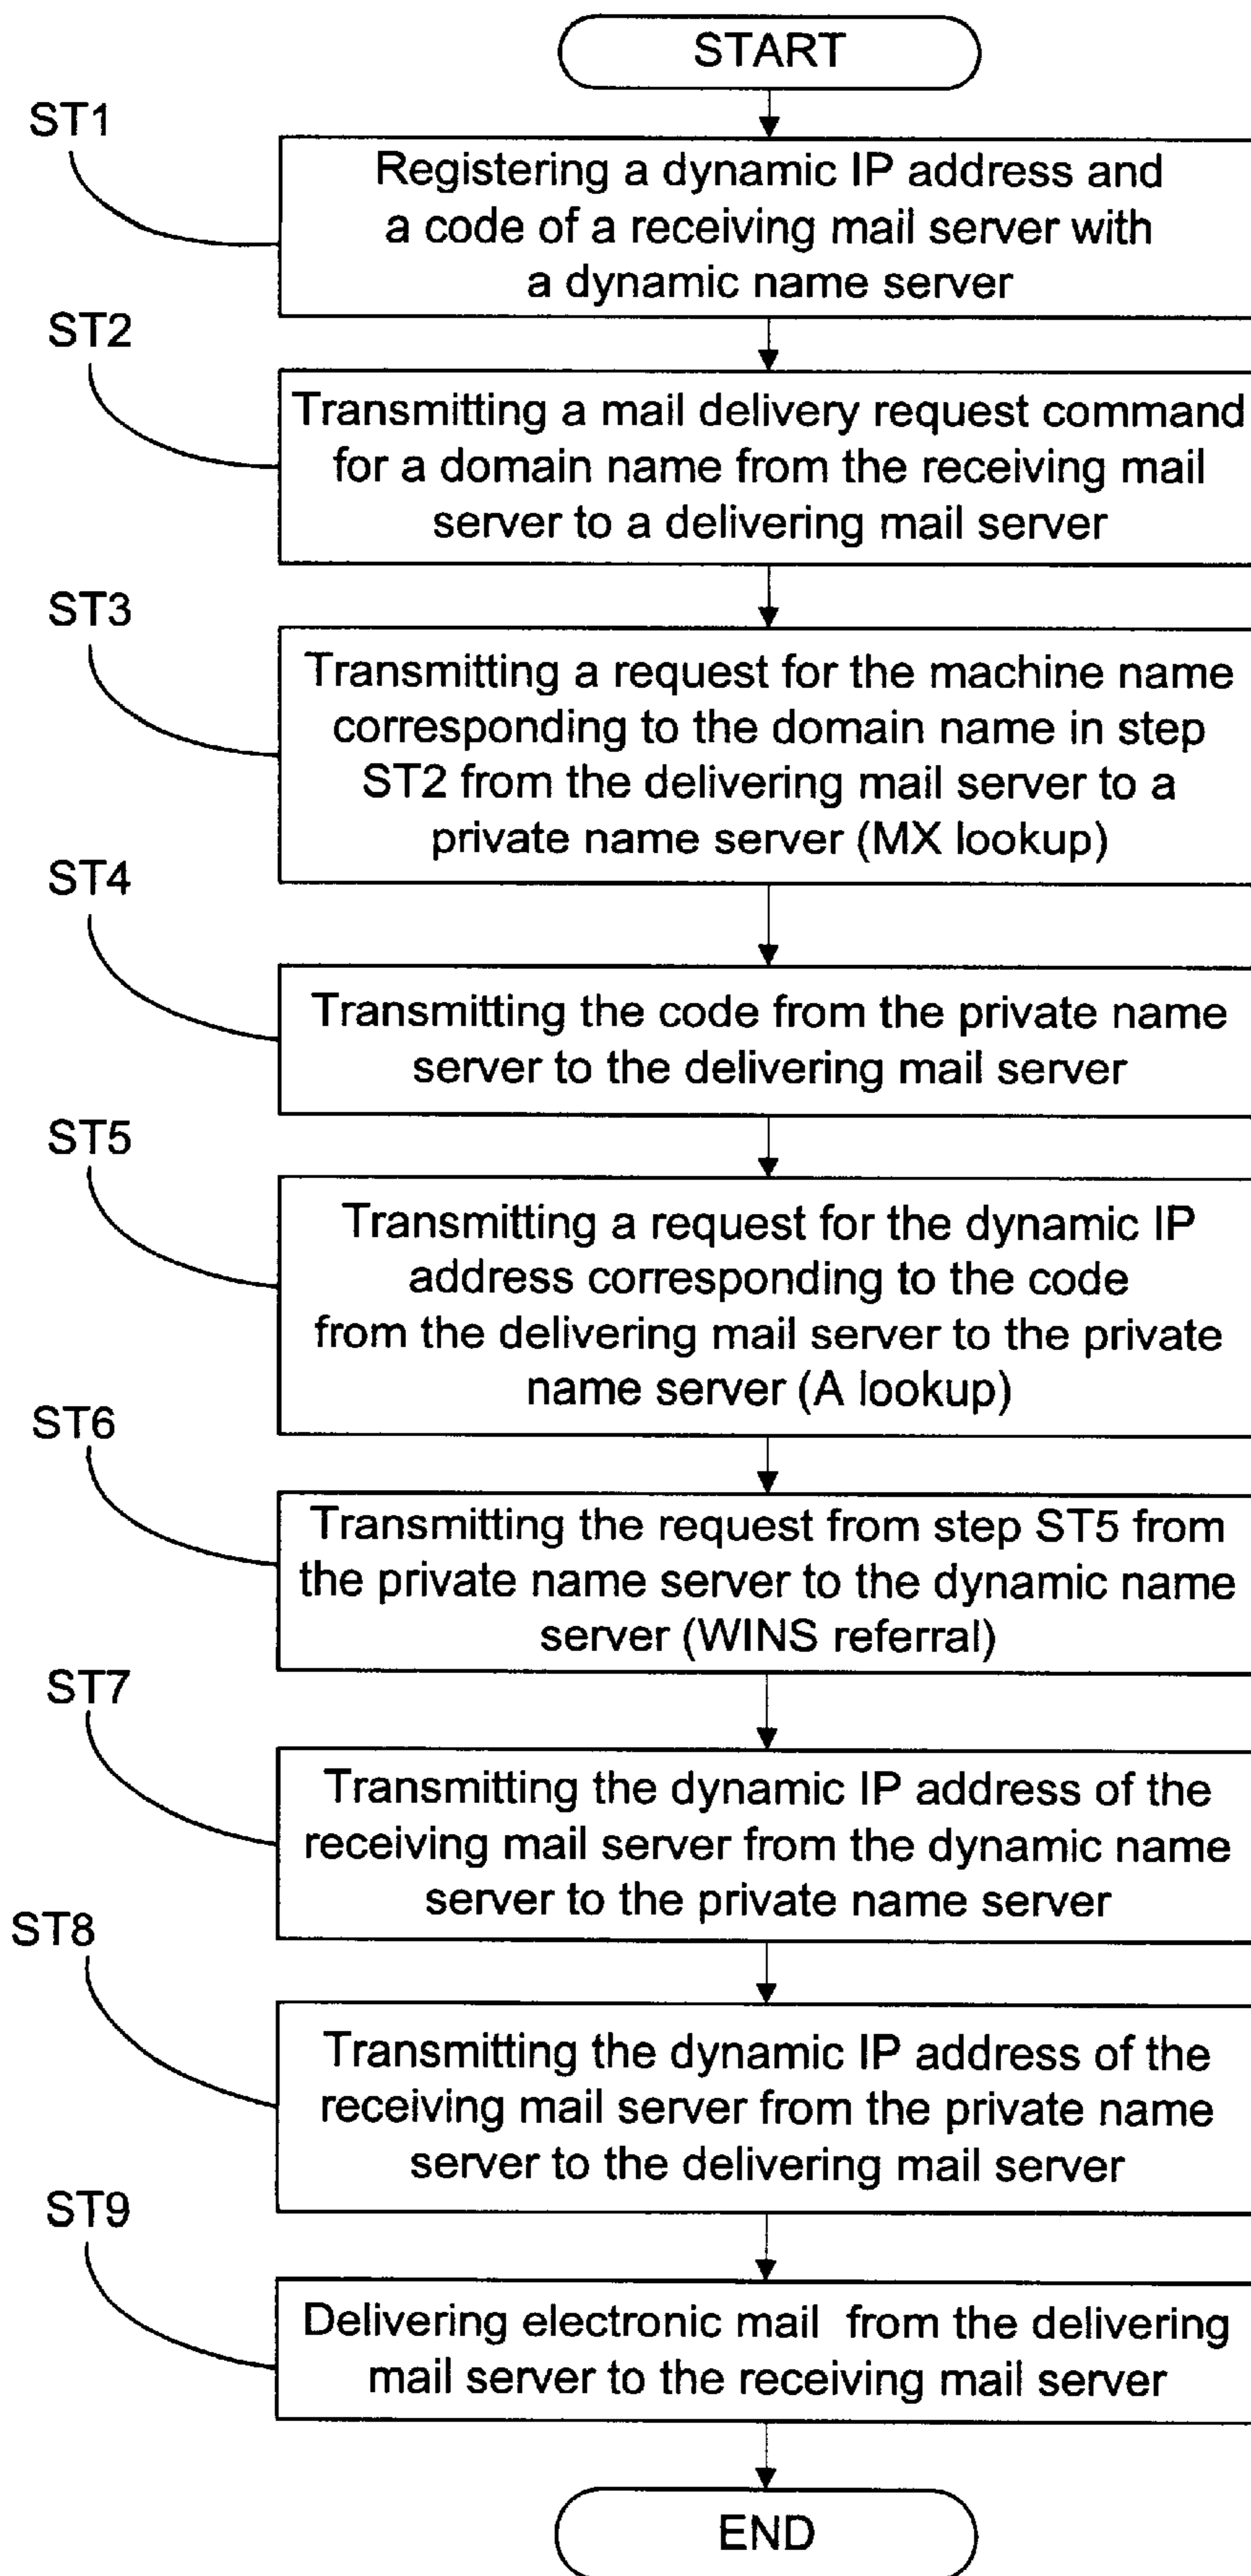 START
ST1
Registering a dynamic IP address and
a code of a receiving mail server with
a dynamic name server
ST2
Transmitting a mail delivery request command
for a domain name from the receiving mail
server to a delivering mail server
ST3
Transmitting a request for the machine name
corresponding to the domain name in step
ST2 from the delivering mail server to a
private name server (MX lookup)
ST4
Transmitting the code from the private name
server to the delivering mail server
ST5
Transmitting a request for the dynamic IP
address corresponding to the code
from the delivering mail server to the private
name server (A lookup)
ST6
Transmitting the request from step ST5 from
the private name server to the dynamic name
server (WINS referral)
ST7
Transmitting the dynamic IP address of the
receiving mail server from the dynamic name
server to the private name server
ST8
Transmitting the dynamic IP address of the
receiving mail server from the private name
server to the delivering mail server
ST9
Delivering electronic mail from the delivering
mail server to the receiving mail server
END